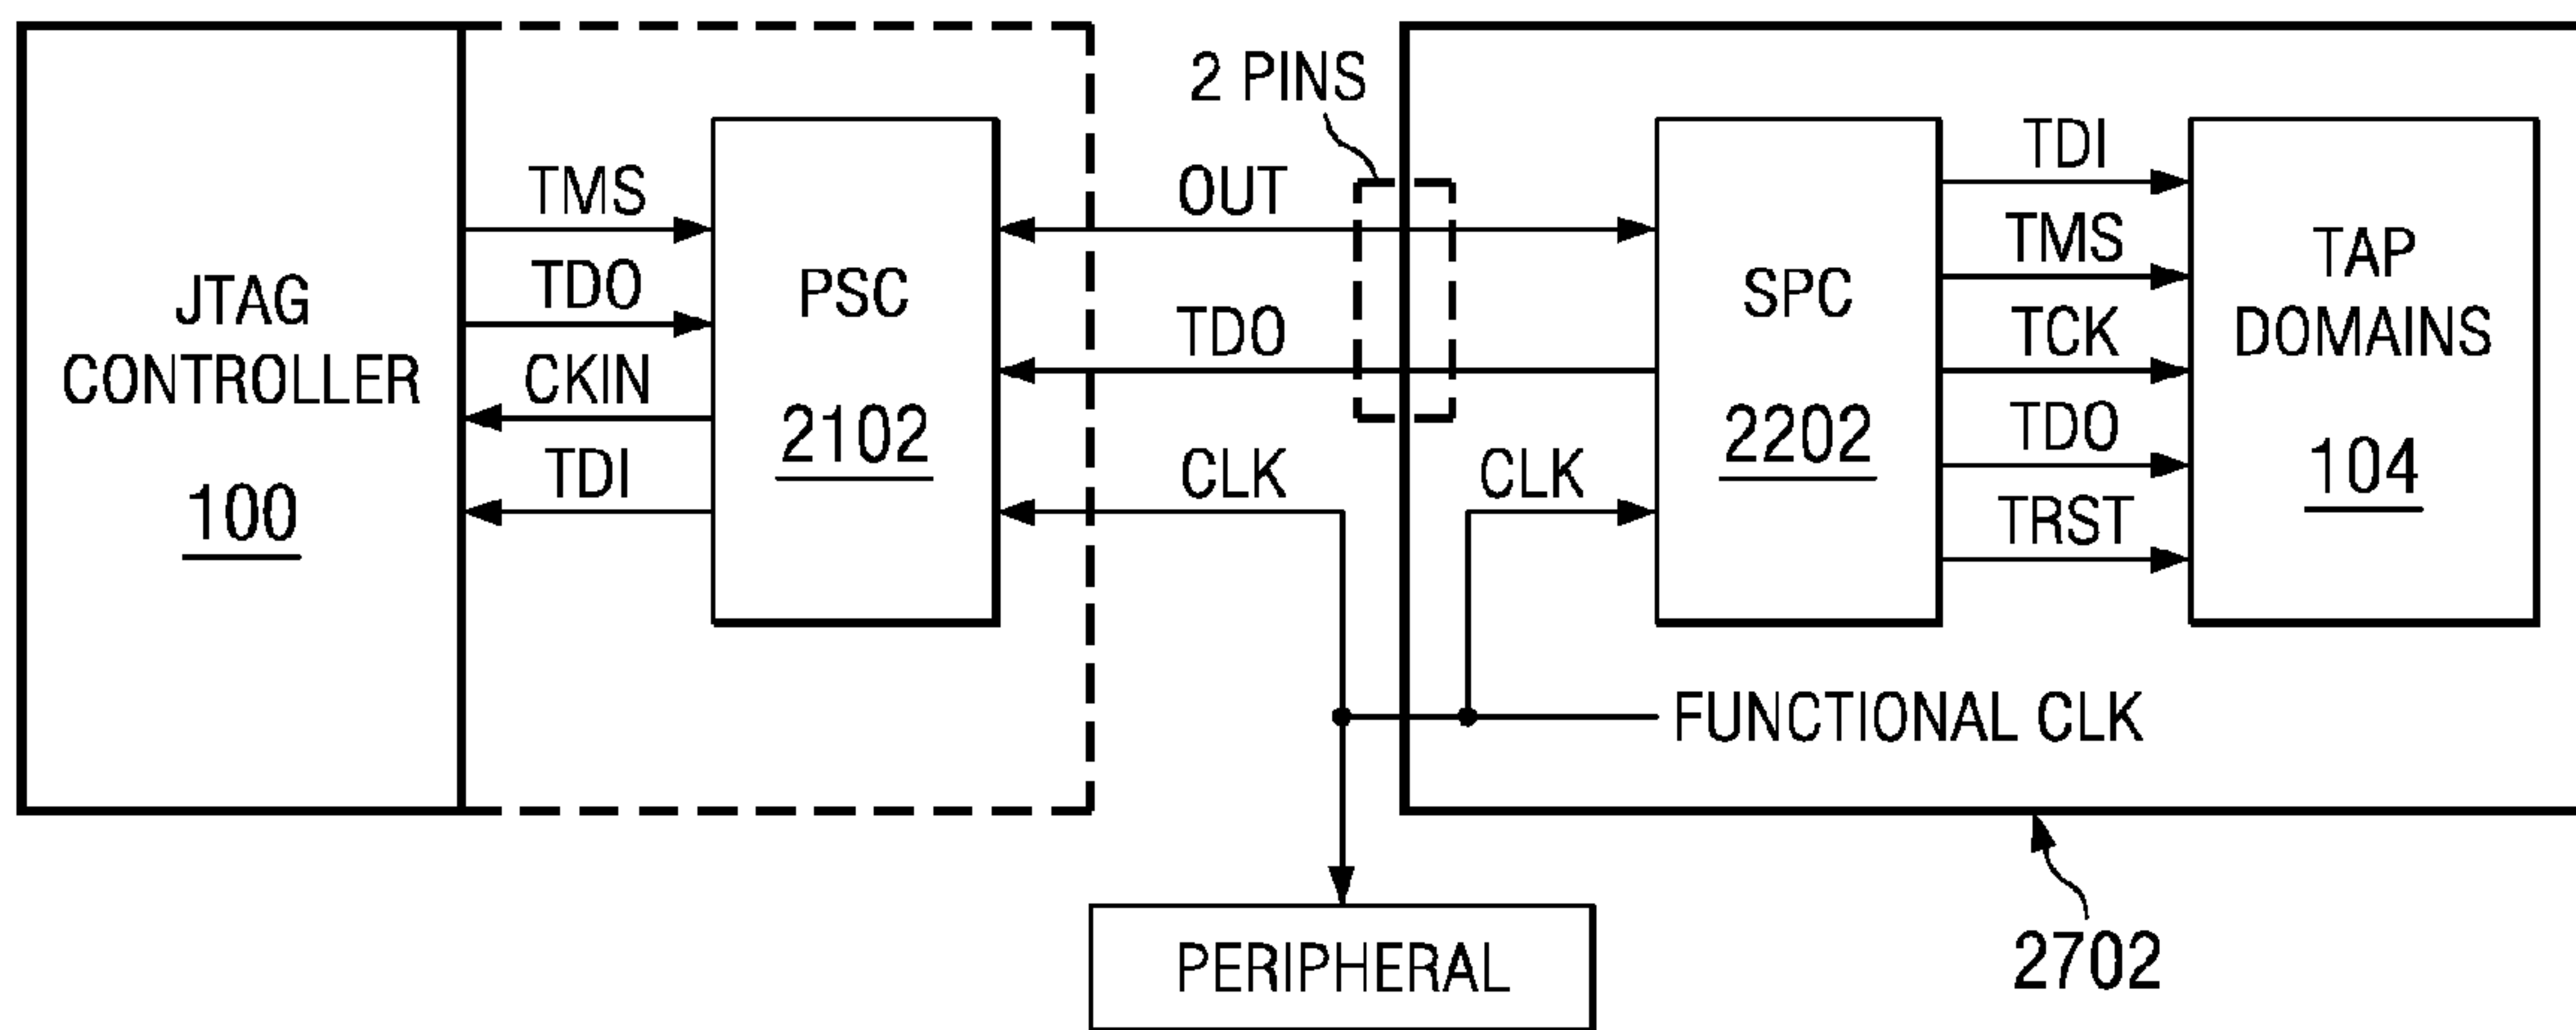 JTAG
CONTROLLER
100
TMS
TDO
CKIN
TDI
PSC
2102
OUT
TDO
CLK
2 PINS
CLK
SPC
2202
TDI
TMS
TCK
TDO
TRST
TAP
DOMAINS
104
FUNCTIONAL CLK
PERIPHERAL
2702